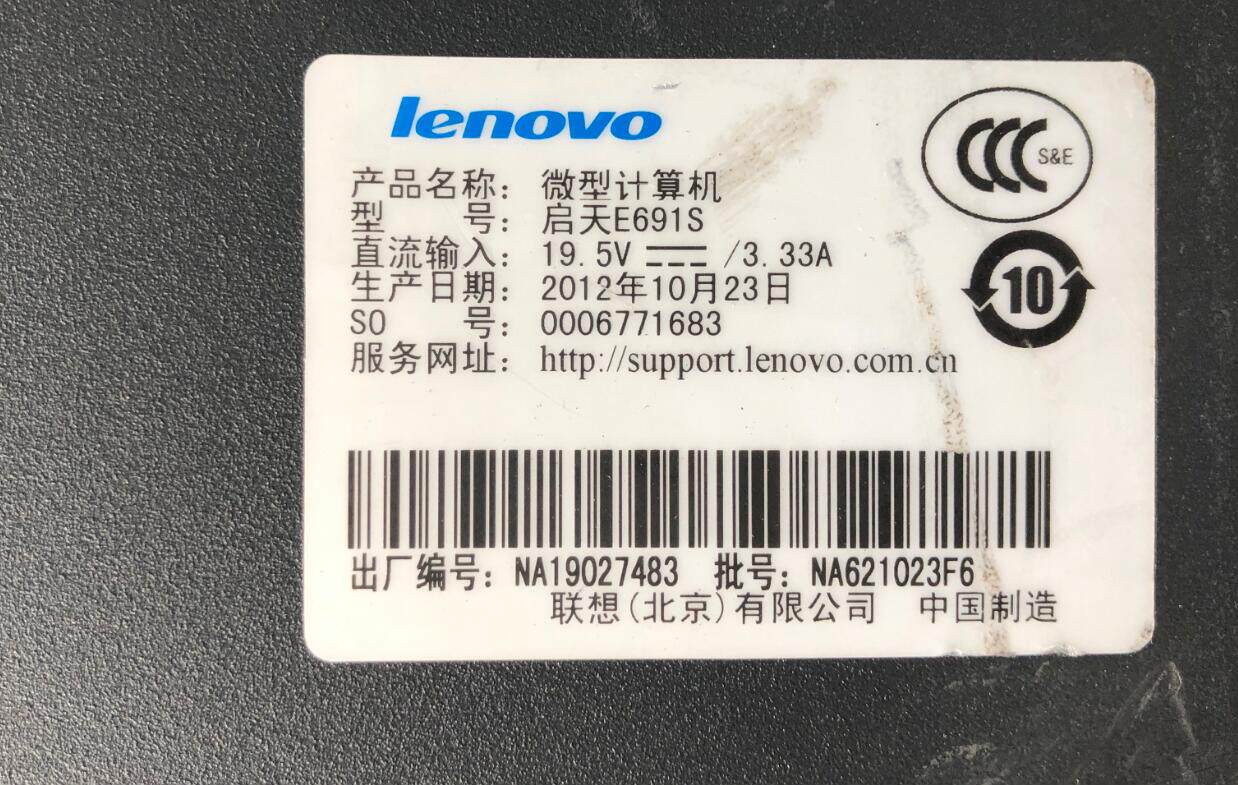 lenovo
CCC S&E
产品名称： 微型计算机
型 号： 启天E691S
直流输入： 19.5V /3.33A
生产日期： 2012年10月23日
SO 号： 0006771683
服务网址： http://support.lenovo.com.cn
10
出厂编号： NA19027483 批号： NA621023F6
联想(北京)有限公司 中国制造